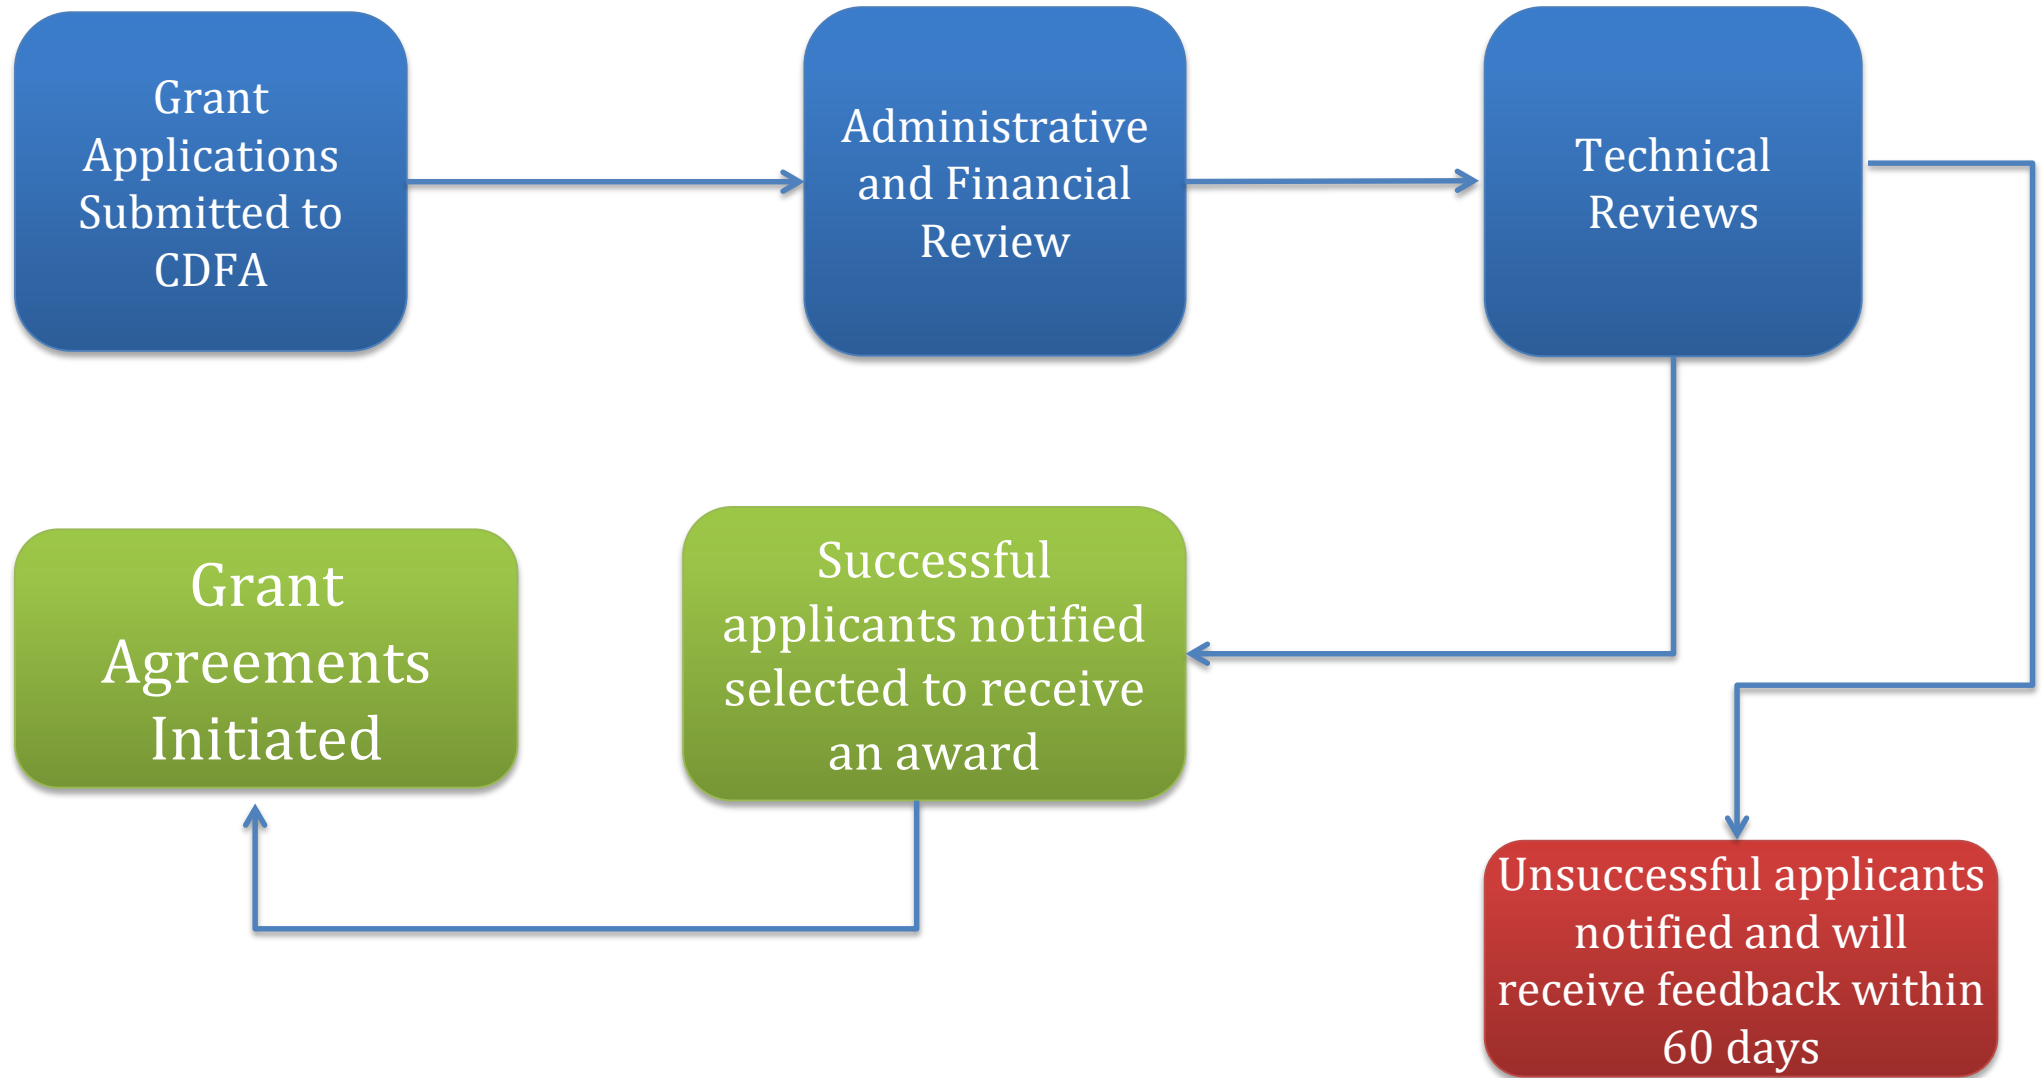 Grant
Applications
Submitted to
CDFA
Administrative
and Financial
Review
Technical
Reviews
Grant
Agreements
Initiated
Successful
applicants notified
selected to receive
an award
Unsuccessful applicants
notified and will
receive feedback within
60 days